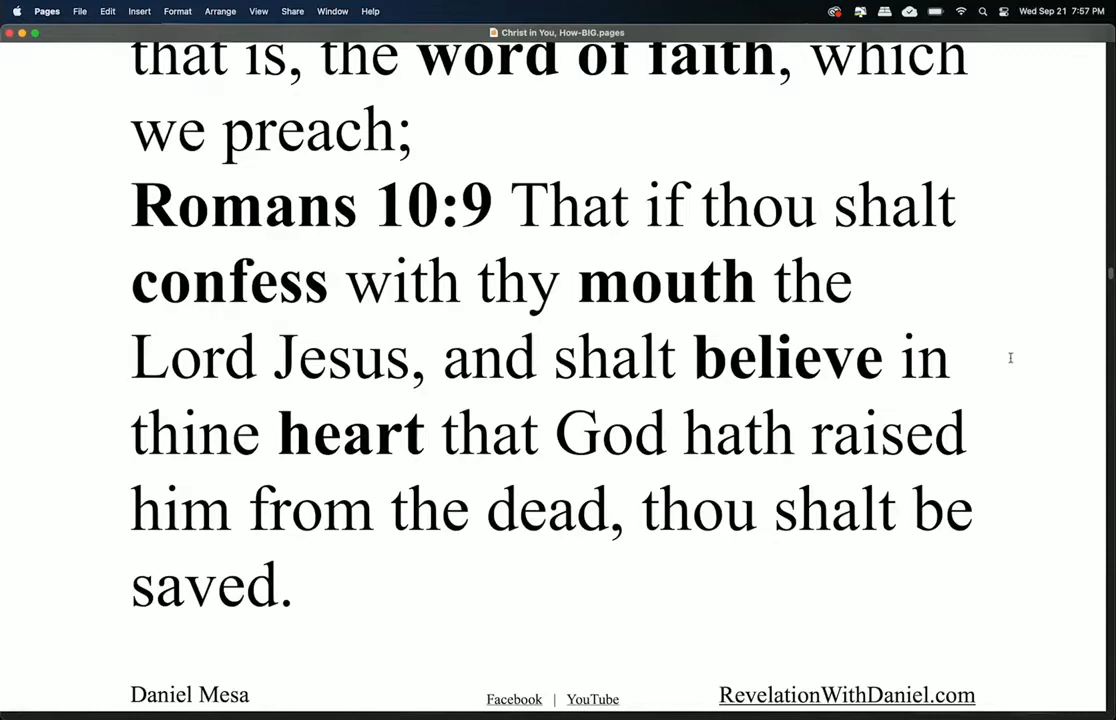 Pages File Edit Insert Format Arrange View Share Window Help Wed Sep 21 7:57 PM
Christ in You, How-BIG.pages
that is, the word of faith, which
we preach;
Romans 10:9 That if thou shalt
confess with thy mouth the
Lord Jesus, and shalt believe in
thine heart that God hath raised
him from the dead, thou shalt be
saved.
Daniel Mesa Facebook | YouTube RevelationWithDaniel.com